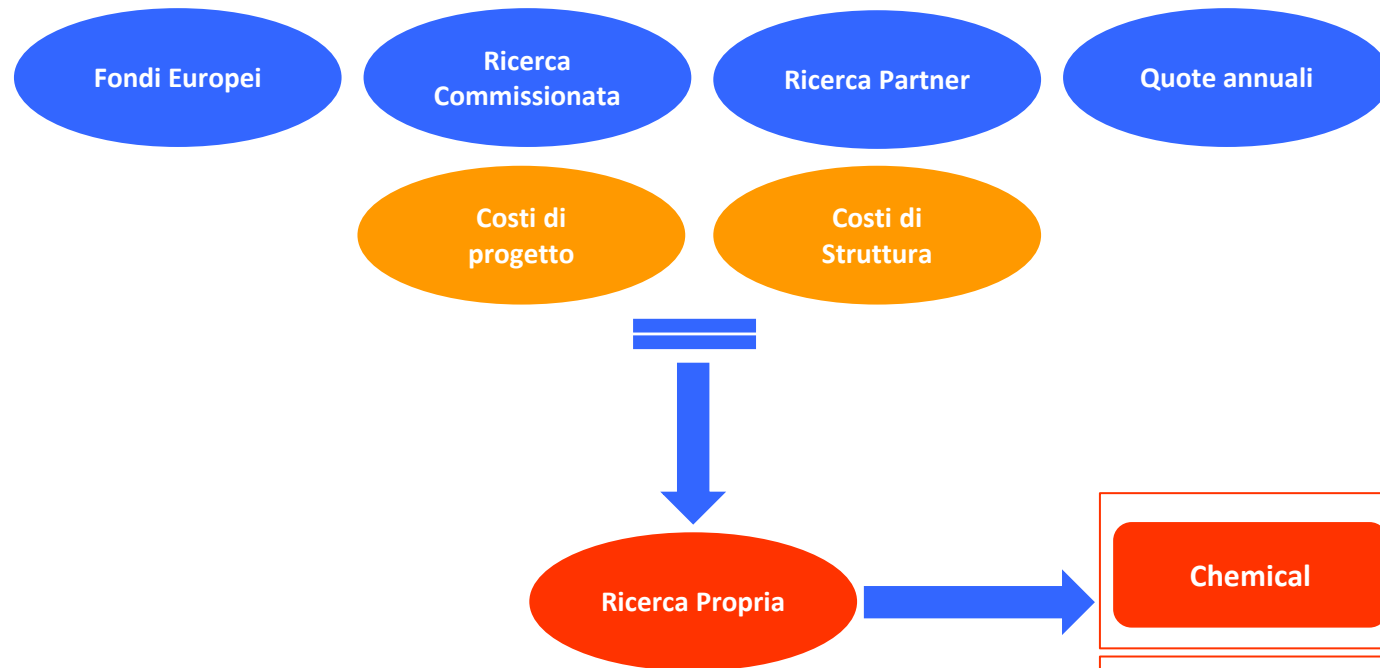 Fondi Europei
Ricerca
Commissionata
Ricerca Partner
Quote annuali
Costi di
progetto
Costi di
Struttura
Ricerca Propria
Chemical